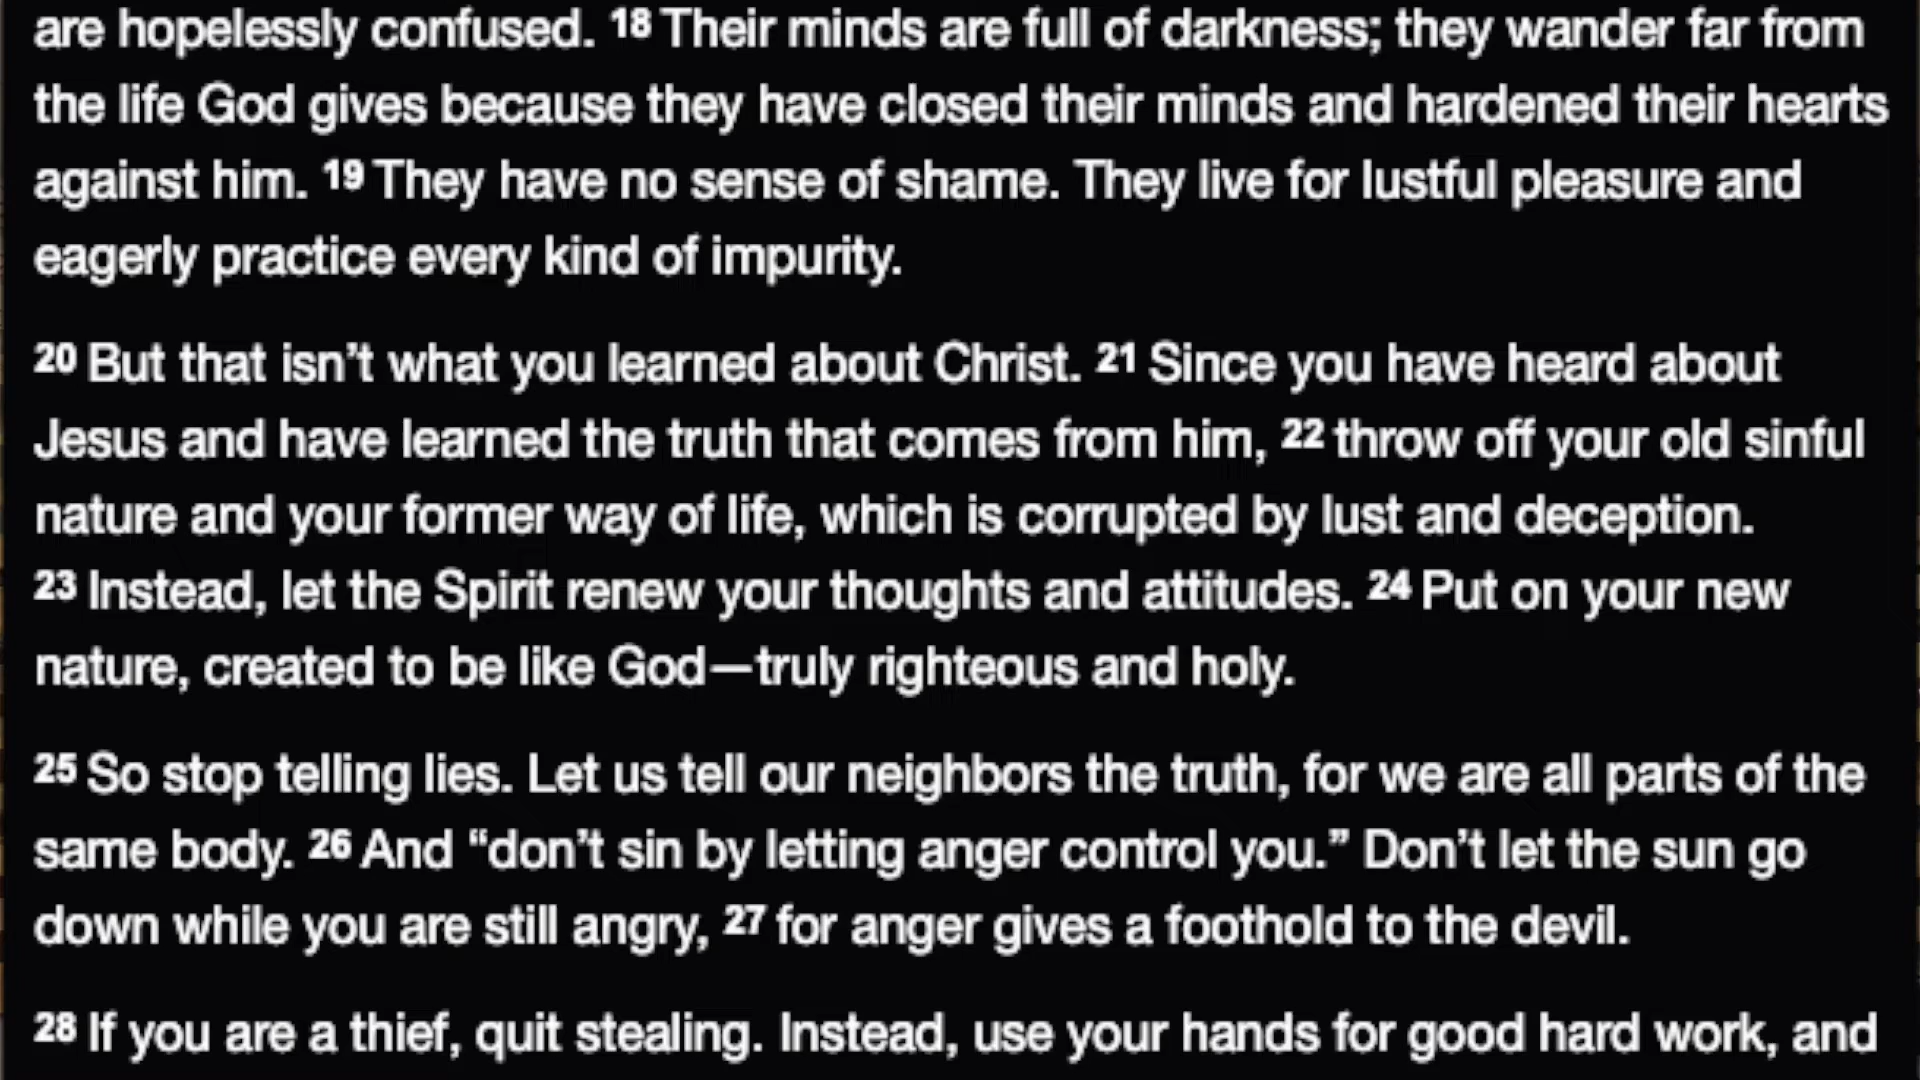 are hopelessly confused. 18 Their minds are full of darkness; they wander far from
the life God gives because they have closed their minds and hardened their hearts
against him. 19 They have no sense of shame. They live for lustful pleasure and
eagerly practice every kind of impurity.
20 But that isn’t what you learned about Christ. 21 Since you have heard about
Jesus and have learned the truth that comes from him, 22 throw off your old sinful
nature and your former way of life, which is corrupted by lust and deception.
23 Instead, let the Spirit renew your thoughts and attitudes. 24 Put on your new
nature, created to be like God—truly righteous and holy.
25 So stop telling lies. Let us tell our neighbors the truth, for we are all parts of the
same body. 26 And “don’t sin by letting anger control you.” Don’t let the sun go
down while you are still angry, 27 for anger gives a foothold to the devil.
28 If you are a thief, quit stealing. Instead, use your hands for good hard work, and